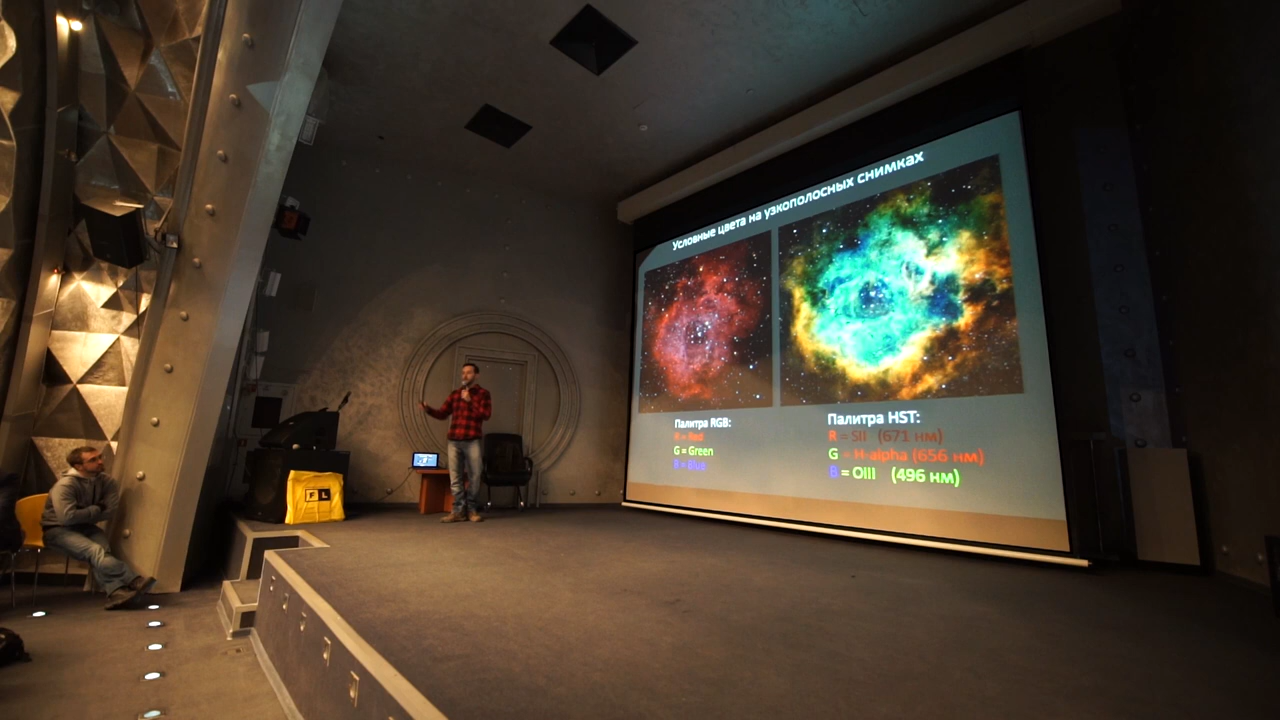 Условные цвета на узкополосных снимках
Палитра RGB:
R = Red
G = Green
B = Blue
Палитра HST:
R = SII (671 нм)
G = H-alpha (656 нм)
B = OIII (496 нм)
FL